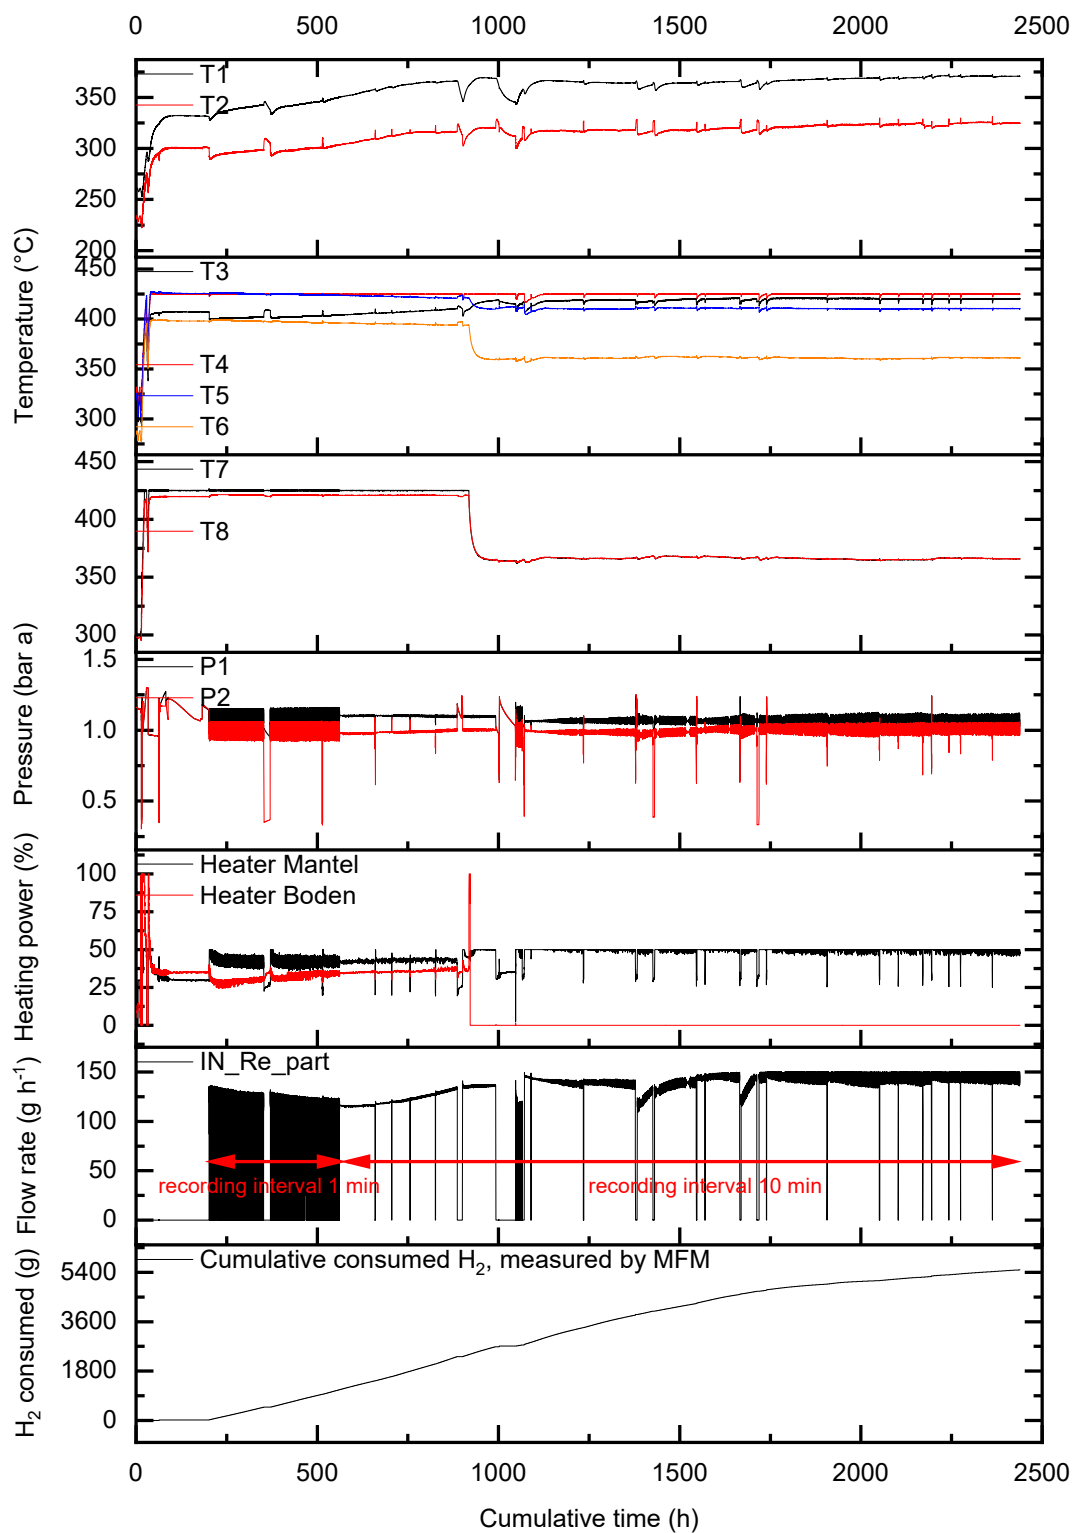 0 500 1000 1500 2000 2500
T1
T2
350
300
250
200
Temperature (°C)
T3
T4
T5
T6
450
400
350
300
T7
T8
450
400
350
300
P1
P2
1.5
1.0
0.5
Pressure (bar a)
Heater Mantel
Heater Boden
100
75
50
25
0
Heating power (%)
IN_Re_part
150
100
50
0
recording interval 1 min
recording interval 10 min
Flow rate (g h⁻¹)
Cumulative consumed H₂, measured by MFM
5400
3600
1800
0
H₂ consumed (g)
0 500 1000 1500 2000 2500
Cumulative time (h)